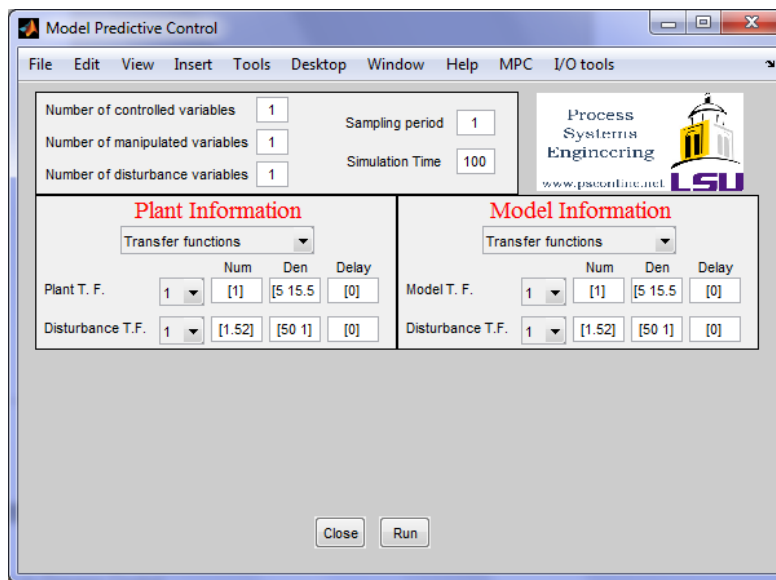 Model Predictive Control
File Edit View Insert Tools Desktop Window Help MPC I/O tools
Number of controlled variables 1
Number of manipulated variables 1
Number of disturbance variables 1
Sampling period 1
Simulation Time 100
Process
Systems
Engineering
www.pseonline.net LSU
Plant Information
Transfer functions
Num Den Delay
Plant T. F. 1 [1] [5 15.5 [0]
Disturbance T.F. 1 [1.52] [50 1] [0]
Model Information
Transfer functions
Num Den Delay
Model T. F. 1 [1] [5 15.5 [0]
Disturbance T.F. 1 [1.52] [50 1] [0]
Close Run